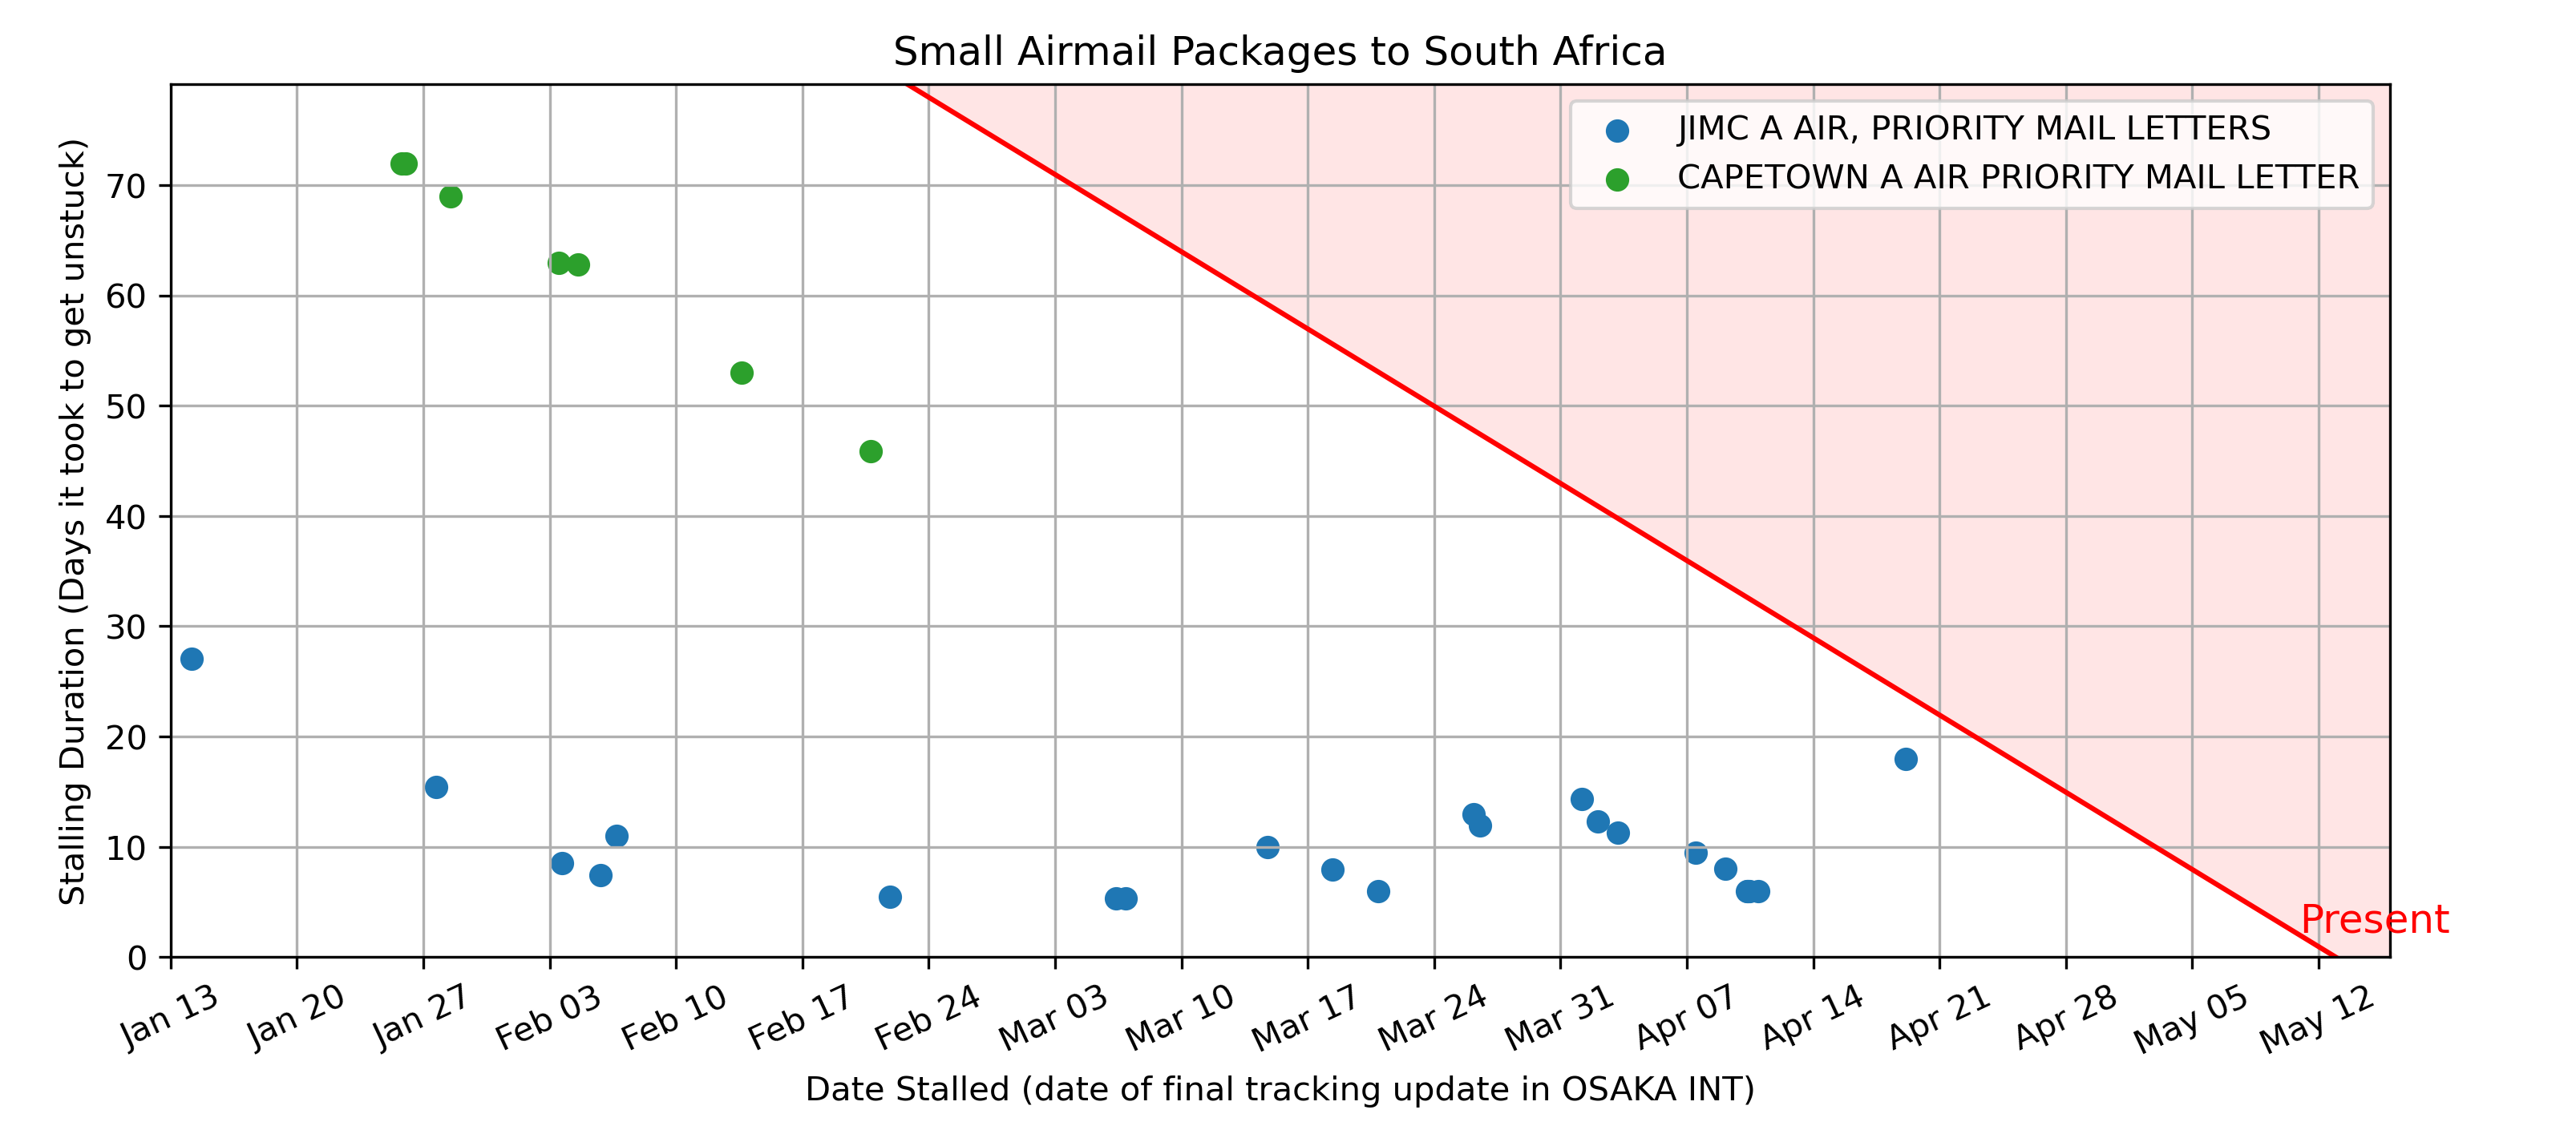 Small Airmail Packages to South Africa
JIMC A AIR, PRIORITY MAIL LETTERS
CAPETOWN A AIR PRIORITY MAIL LETTER
Stalling Duration (Days it took to get unstuck)
70
60
50
40
30
20
10
0
Present
Jan 13
Jan 20
Jan 27
Feb 03
Feb 10
Feb 17
Feb 24
Mar 03
Mar 10
Mar 17
Mar 24
Mar 31
Apr 07
Apr 14
Apr 21
Apr 28
May 05
May 12
Date Stalled (date of final tracking update in OSAKA INT)